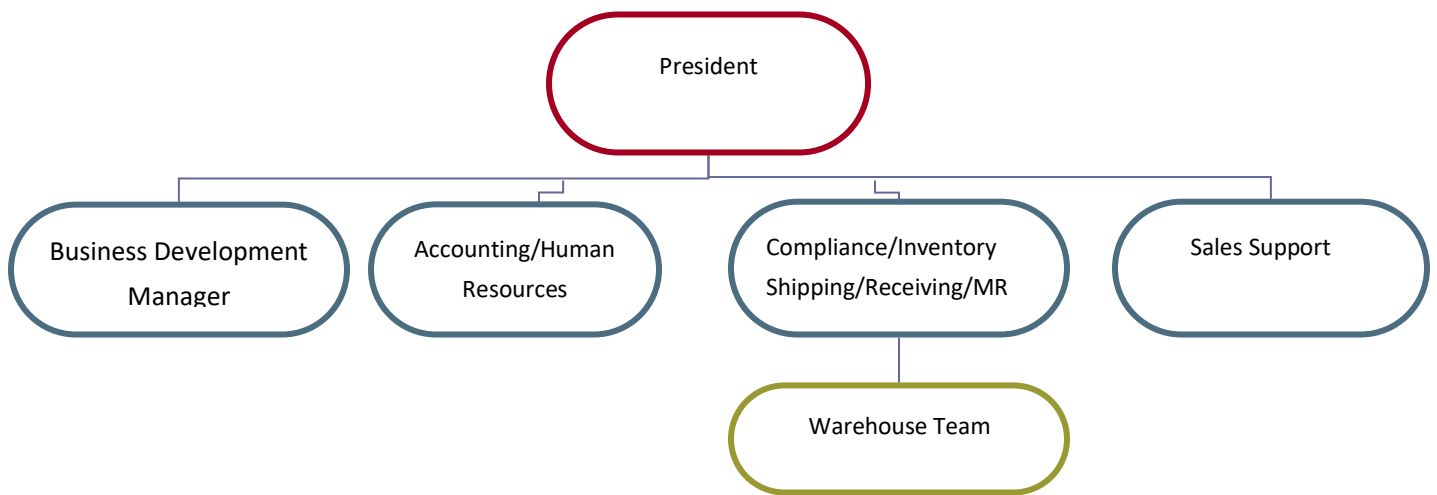 President
Business Development
Manager
Accounting/Human
Resources
Compliance/Inventory
Shipping/Receiving/MR
Sales Support
Warehouse Team